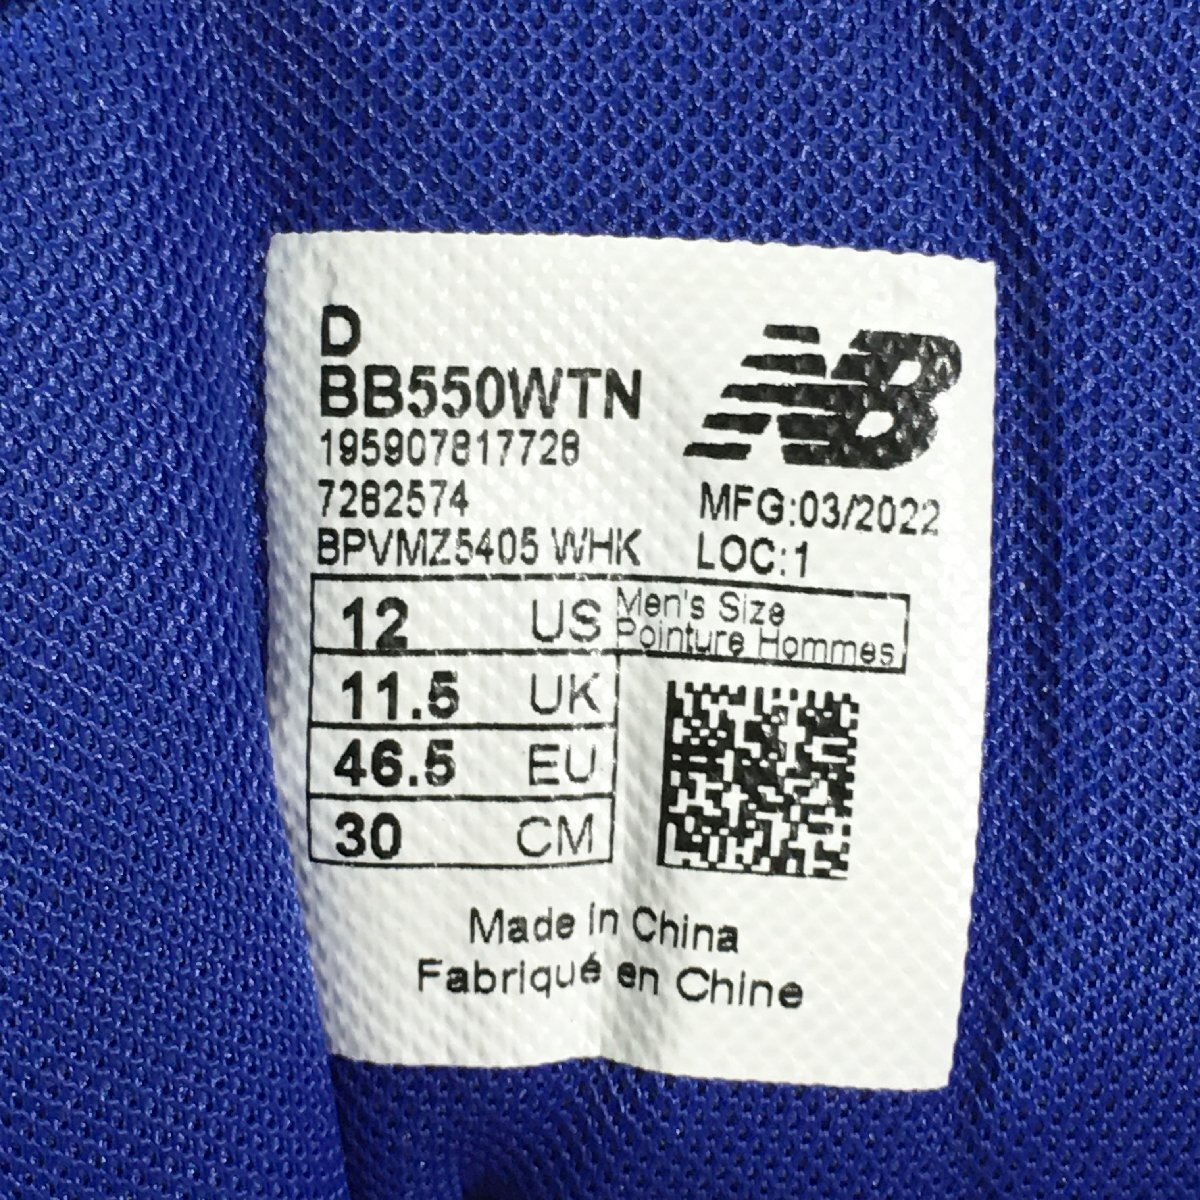 D
BB550WTN
195907817728
7282574
BPVMZ5405 WHK
NB
MFG:03/2022
LOC:1
12 US Men's Size
Pointure Hommes
11.5 UK
46.5 EU
30 CM
Made in China
Fabriqué en Chine